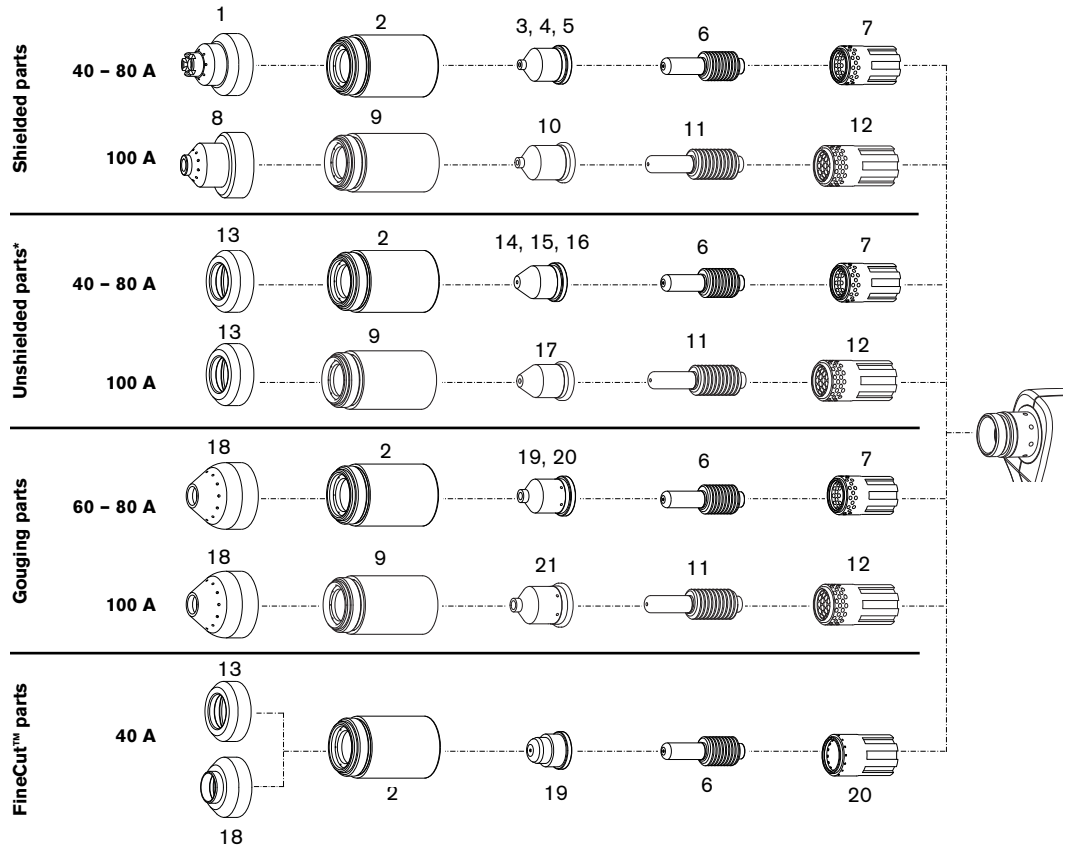 Shielded parts
1
2
3, 4, 5
6
7
40 – 80 A
8
9
10
11
12
100 A
Unshielded parts*
13
2
14, 15, 16
6
7
40 – 80 A
13
9
17
11
12
100 A
Gouging parts
18
2
19, 20
6
7
60 – 80 A
18
9
21
11
12
100 A
FineCut™ parts
13
40 A
2
19
6
20
18